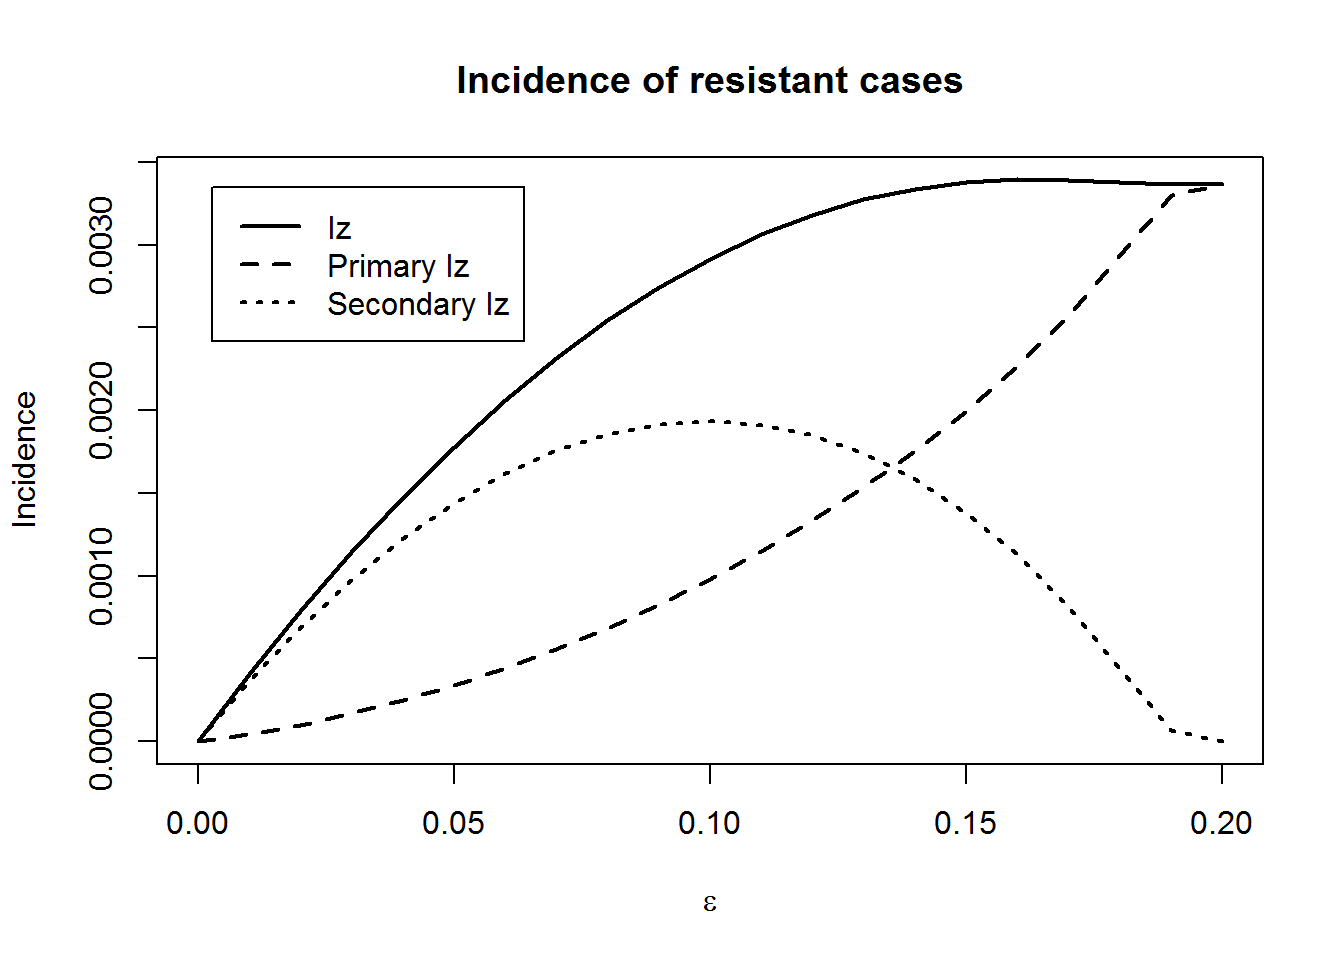 Incidence of resistant cases
Iz
Primary Iz
Secondary Iz
Incidence
0.0030
0.0020
0.0010
0.0000
0.00 0.05 0.10 0.15 0.20
ε